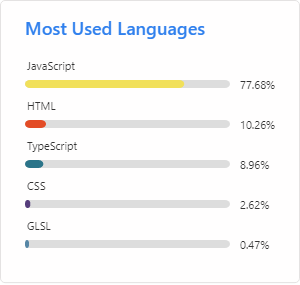 Most Used Languages
JavaScript
77.68%
HTML
10.26%
TypeScript
8.96%
CSS
2.62%
GLSL
0.47%